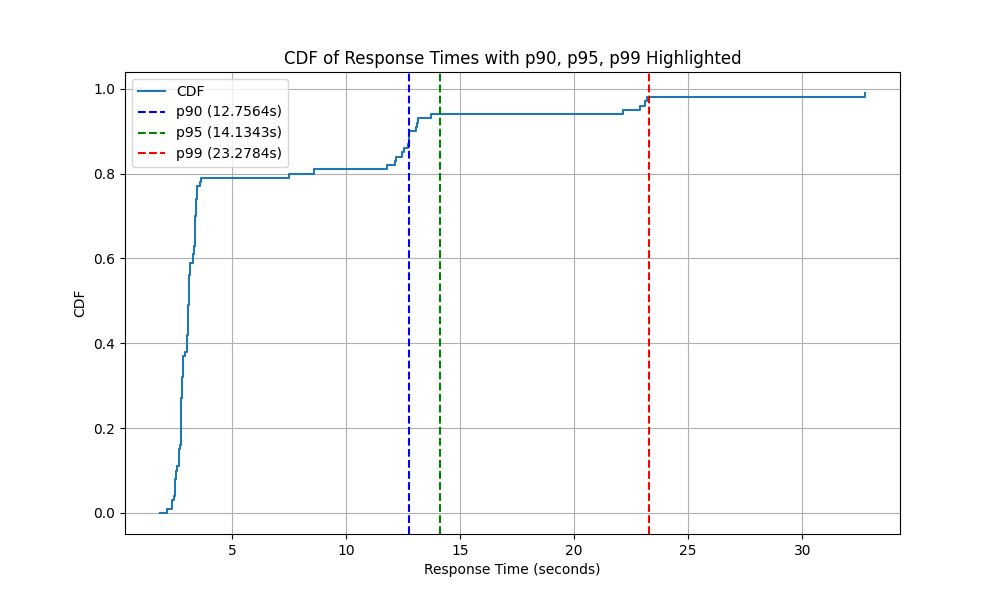 CDF of Response Times with p90, p95, p99 Highlighted
CDF
p90 (12.7564s)
p95 (14.1343s)
p99 (23.2784s)
1.0
0.8
0.6
0.4
0.2
0.0
CDF
5
10
15
20
25
30
Response Time (seconds)